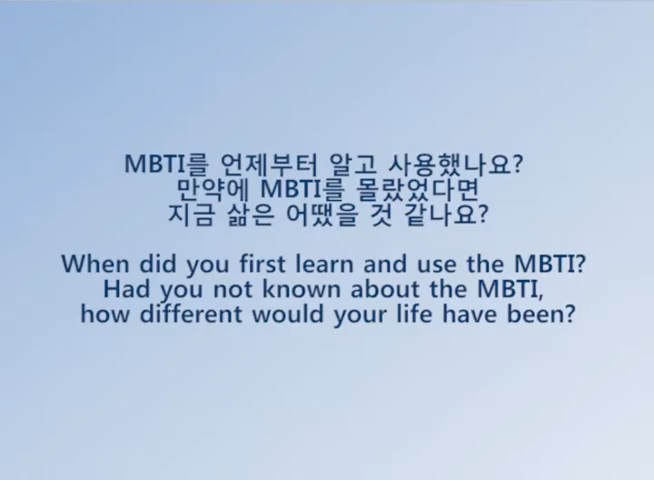 MBTI를 언제부터 알고 사용했나요?
만약에 MBTI를 몰랐었다면
지금 삶은 어땠을 것 같나요?
When did you first learn and use the MBTI?
Had you not known about the MBTI,
how different would your life have been?